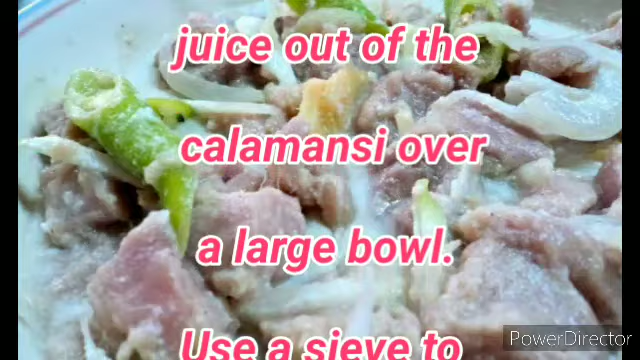 juice out of the
calamansi over
a large bowl.
Use a sieve to
PowerDirector